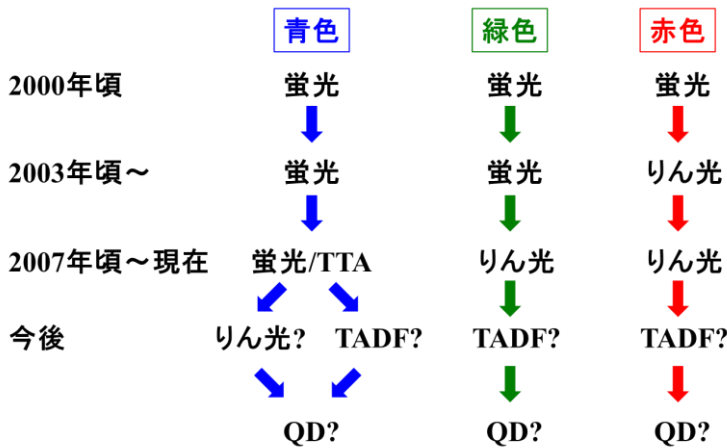 青色 緑色 赤色
2000年頃 蛍光 蛍光 蛍光
2003年頃～ 蛍光 蛍光 りん光
2007年頃～現在 蛍光/TTA りん光 りん光
今後 りん光? TADF? TADF? TADF?
QD? QD? QD?